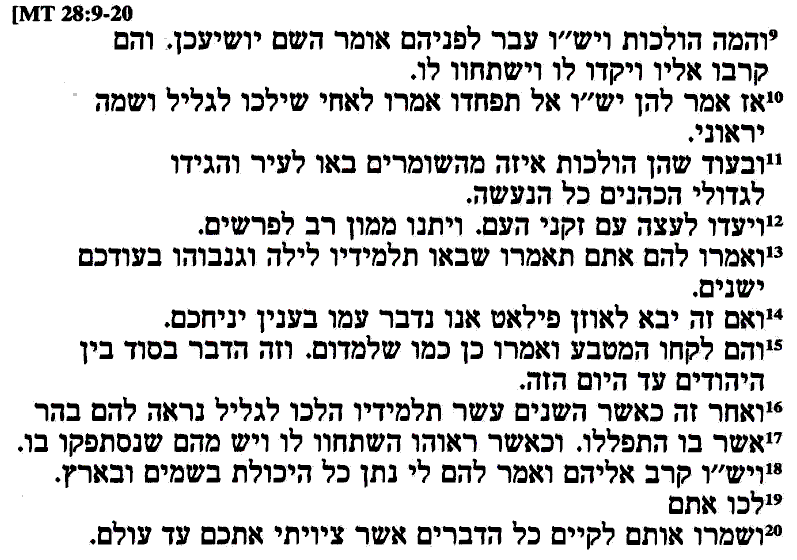 [MT 28:9-20
9והמה הולכות ויש״ו עבר לפניהם אומר השם יושיעכן. והם
קרבו אליו ויקדו לו וישתחוו לו.
10אז אמר להן יש״ו אל תפחדו אמרו לאחי שילכו לגליל ושמה
יראוני.
11ובעוד שהן הולכות איזה מהשומרים באו לעיר והגידו
לגדולי הכהנים כל הנעשה.
12ויעדו לעצה עם זקני העם. ויתנו ממון רב לפרשים.
13ואמרו להם אתם תאמרו שבאו תלמידיו לילה וגנבוהו בעודכם
ישנים.
14ואם זה יבא לאוזן פילאט אנו נדבר עמו בענין יניחכם.
15והם לקחו המטבע ואמרו כן כמו שלמדום. וזה הדבר בסוד בין
היהודים עד היום הזה.
16ואחר זה כאשר השנים עשר תלמידיו הלכו לגליל נראה להם בהר
17אשר בו התפללו. וכאשר ראוהו השתחוו לו ויש מהם שנסתפקו בו.
18ויש״ו קרב אליהם ואמר להם לי נתן כל היכולת בשמים ובארץ.
19לכו אתם
20ושמרו אותם לקיים כל הדברים אשר ציויתי אתכם עד עולם.